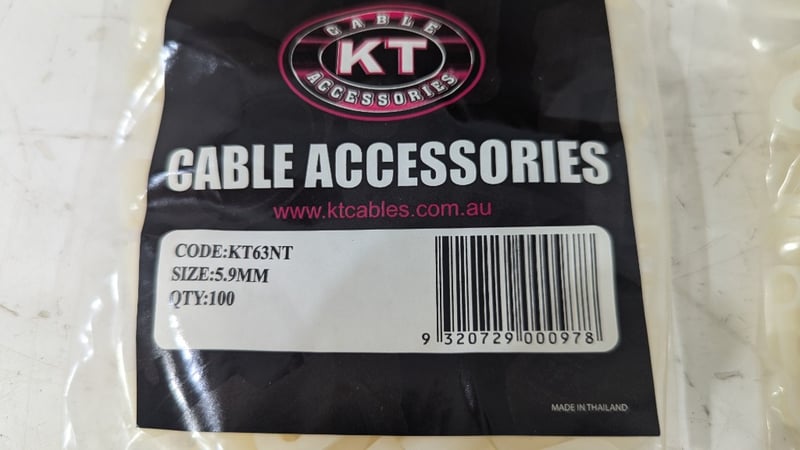 CABLE
KT
ACCESSORIES
CABLE ACCESSORIES
www.ktcables.com.au
CODE:KT63NT
SIZE:5.9MM
QTY:100
9 320729 000978
MADE IN THAILAND